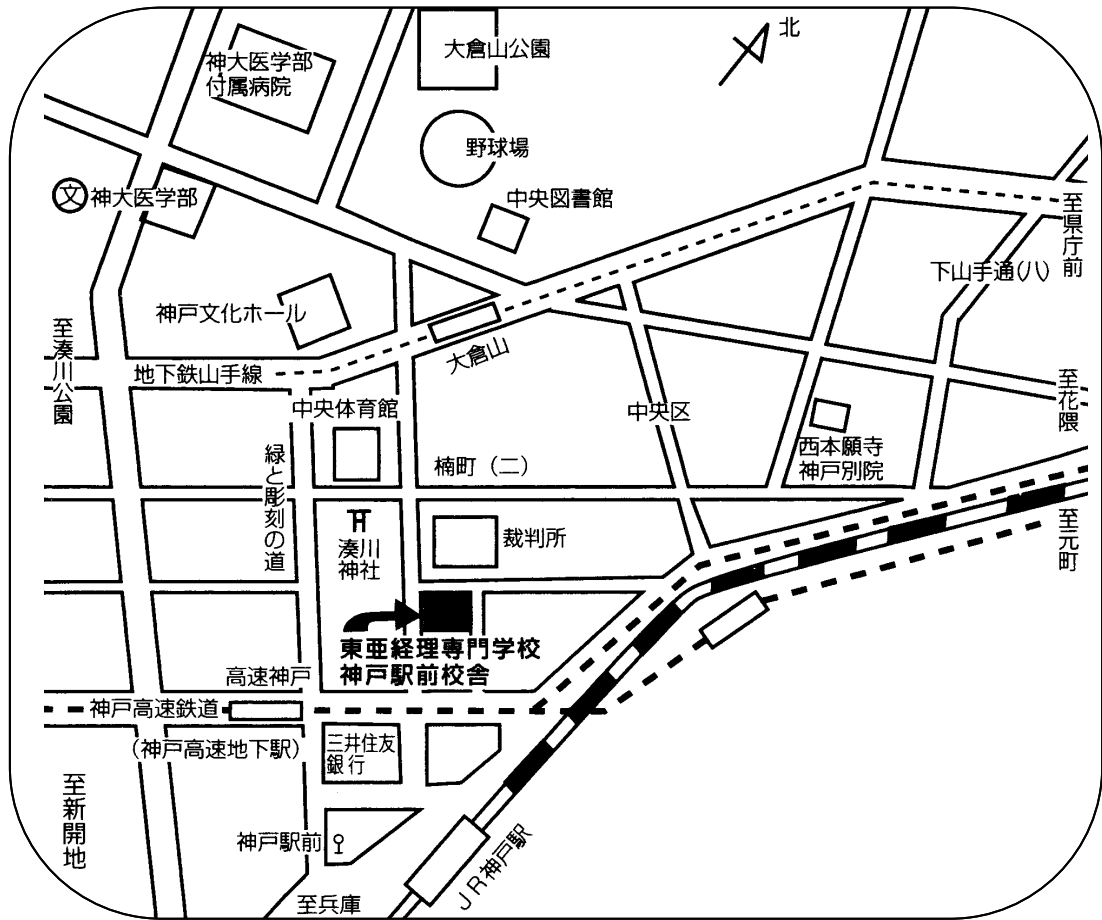 北
大倉山公園
神大医学部
付属病院
野球場
文
神大医学部
中央図書館
至県庁前
下山手通(八)
神戸文化ホール
至湊川公園
大倉山
地下鉄山手線
至花隈
中央体育館
中央区
西本願寺
神戸別院
楠町(二)
緑と彫刻の道
湊川
神社
裁判所
至元町
東亜経理専門学校
神戸駅前校舎
高速神戸
神戸高速鉄道
(神戸高速地下駅)
三井住友
銀行
至新開地
神戸駅前
JR神戸駅
至兵庫